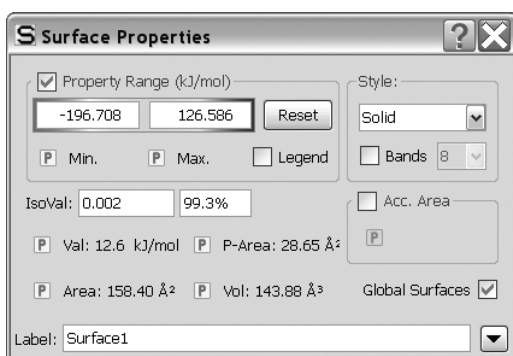 S Surface Properties ? X
Property Range (kJ/mol) Style:
-196.708 126.586 Reset Solid
P Min. P Max. Legend Bands 8
IsoVal: 0.002 99.3% Acc. Area
P Val: 12.6 kJ/mol P P-Area: 28.65 Å² P
P Area: 158.40 Å² P Vol: 143.88 Å³ Global Surfaces
Label: Surface1